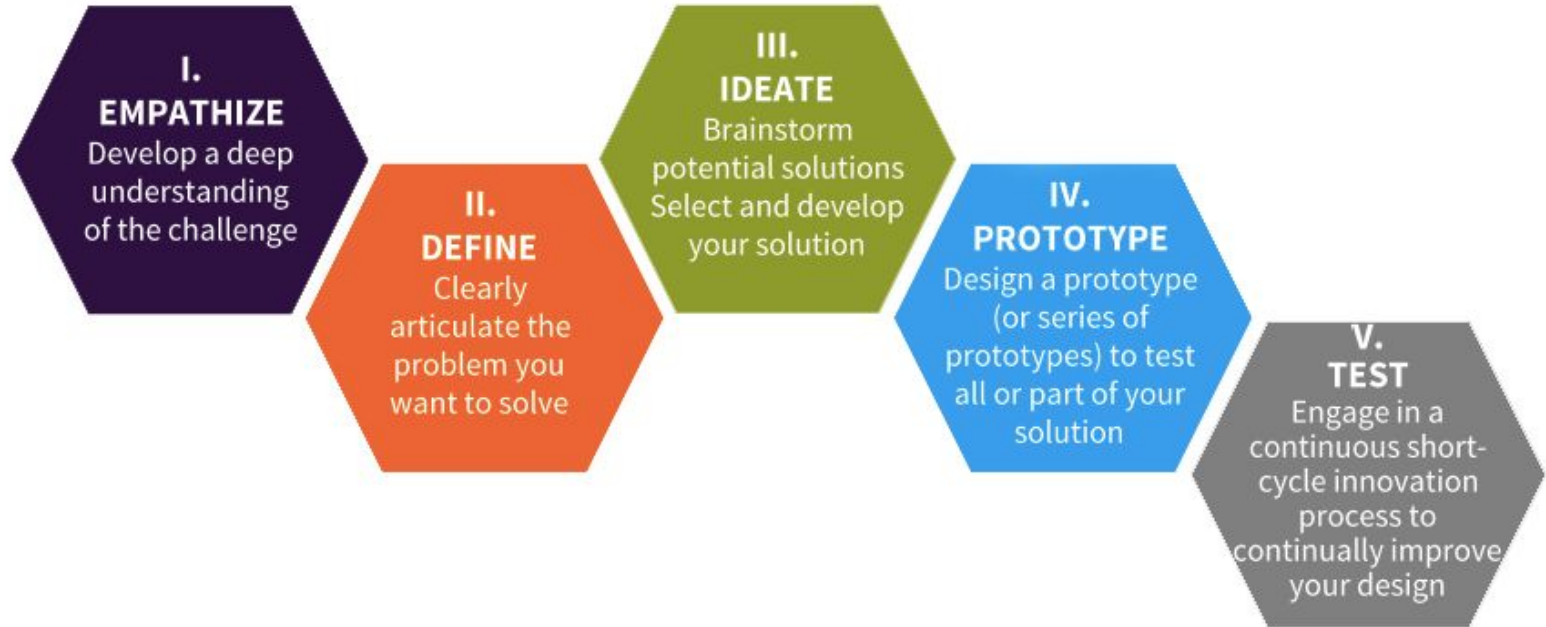 I.
EMPATHIZE
Develop a deep
understanding
of the challenge
II.
DEFINE
Clearly
articulate the
problem you
want to solve
III.
IDEATE
Brainstorm
potential solutions
Select and develop
your solution
IV.
PROTOTYPE
Design a prototype
(or series of
prototypes) to test
all or part of your
solution
V.
TEST
Engage in a
continuous short-
cycle innovation
process to
continually improve
your design